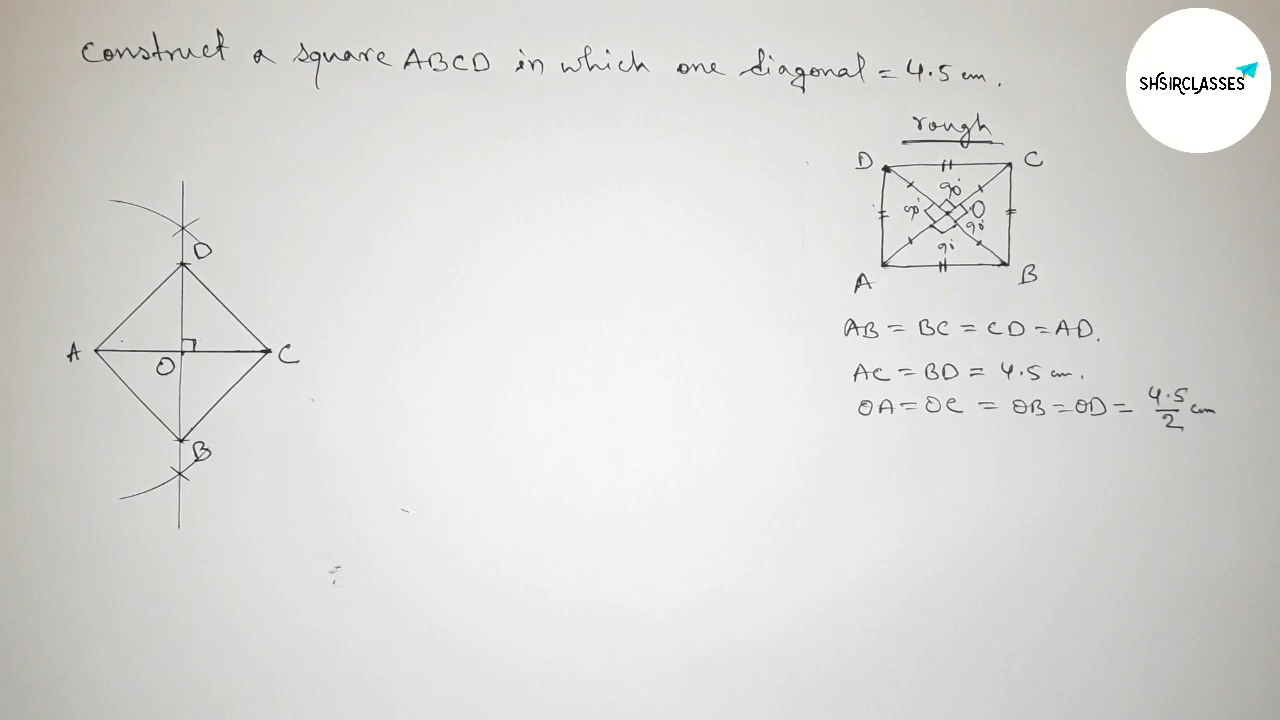 construct a square ABCD in which one diagonal = 4.5 cm.
SHSIRCLASSES
rough
D C
90°
90° O
90°
90°
A B
D
A O C
B
AB = BC = CD = AD.
AC = BD = 4.5 cm.
OA = OC = OB = OD = 4.5/2 cm